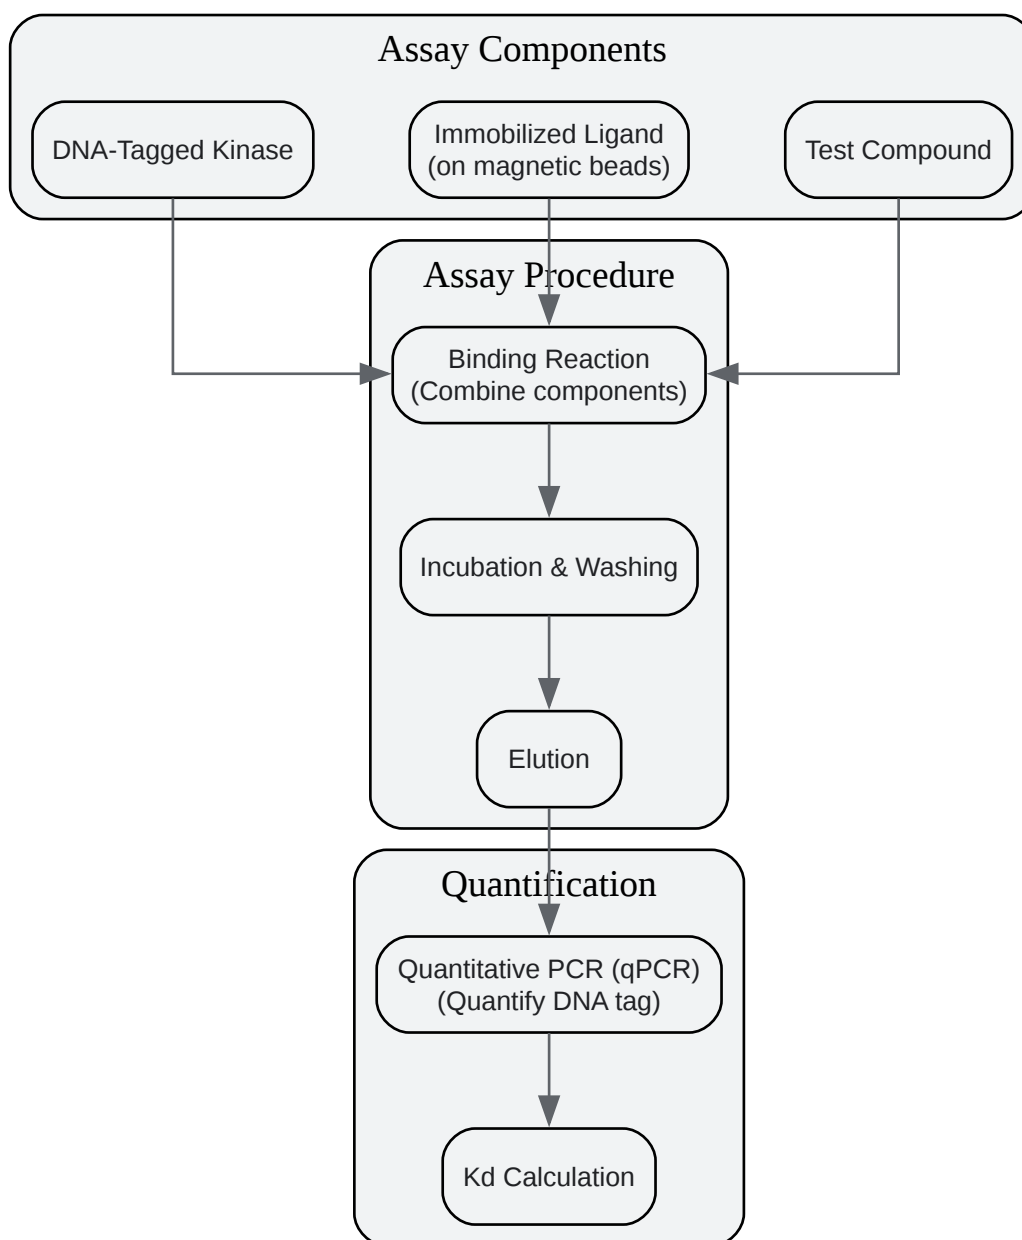 Assay Components
DNA-Tagged Kinase
Immobilized Ligand
(on magnetic beads)
Test Compound
Assay Procedure
Binding Reaction
(Combine components)
Incubation & Washing
Elution
Quantification
Quantitative PCR (qPCR)
(Quantify DNA tag)
Kd Calculation